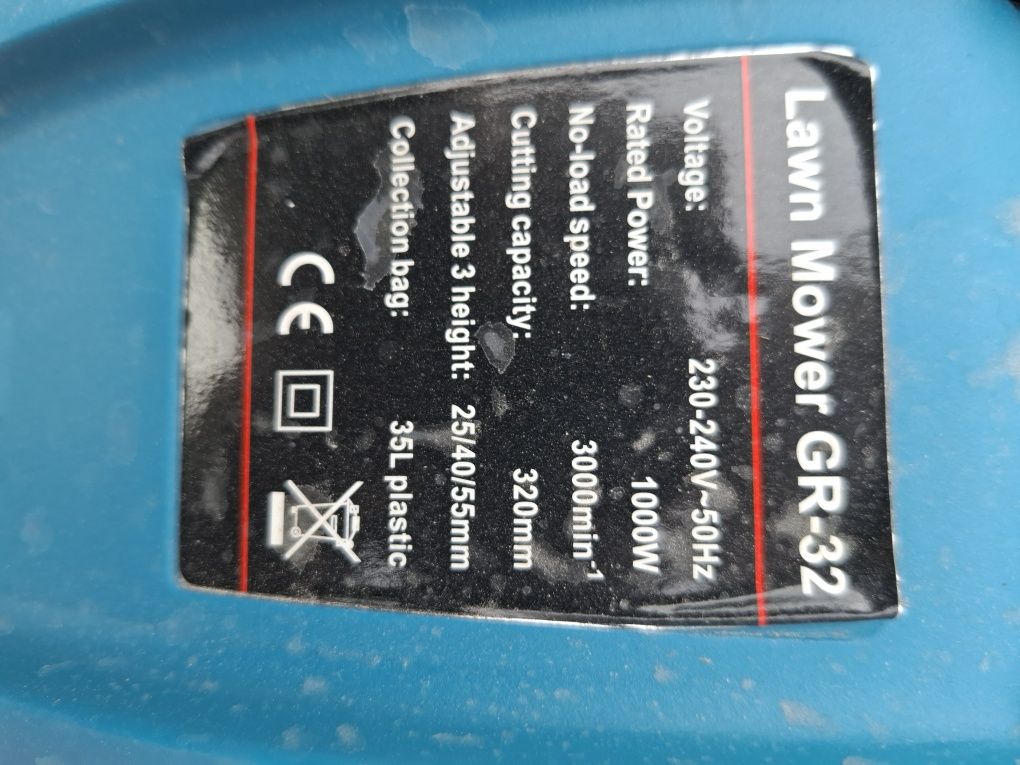 Lawn Mower GR-32
Voltage: 230-240V~50Hz
Rated Power: 1000W
No-load speed: 3000min⁻¹
Cutting capacity: 320mm
Adjustable 3 height: 25/40/55mm
Collection bag: 35L plastic
CE